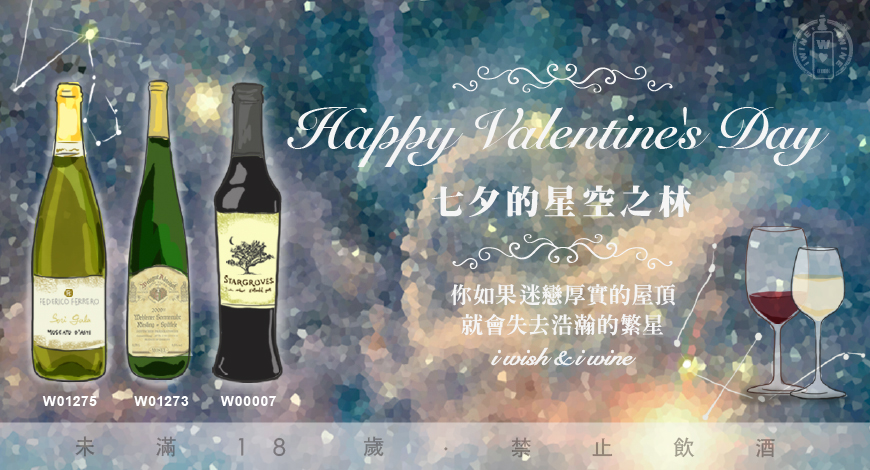 Happy Valentine's Day
七夕的星空之林
你如果迷戀厚實的屋頂
就會失去浩瀚的繁星
i wish & i wine
FEDERICO FERRERO
MOSCATO D'ASTI
STARGROVES
W01275
W01273
W00007
未滿18歲·禁止飲酒